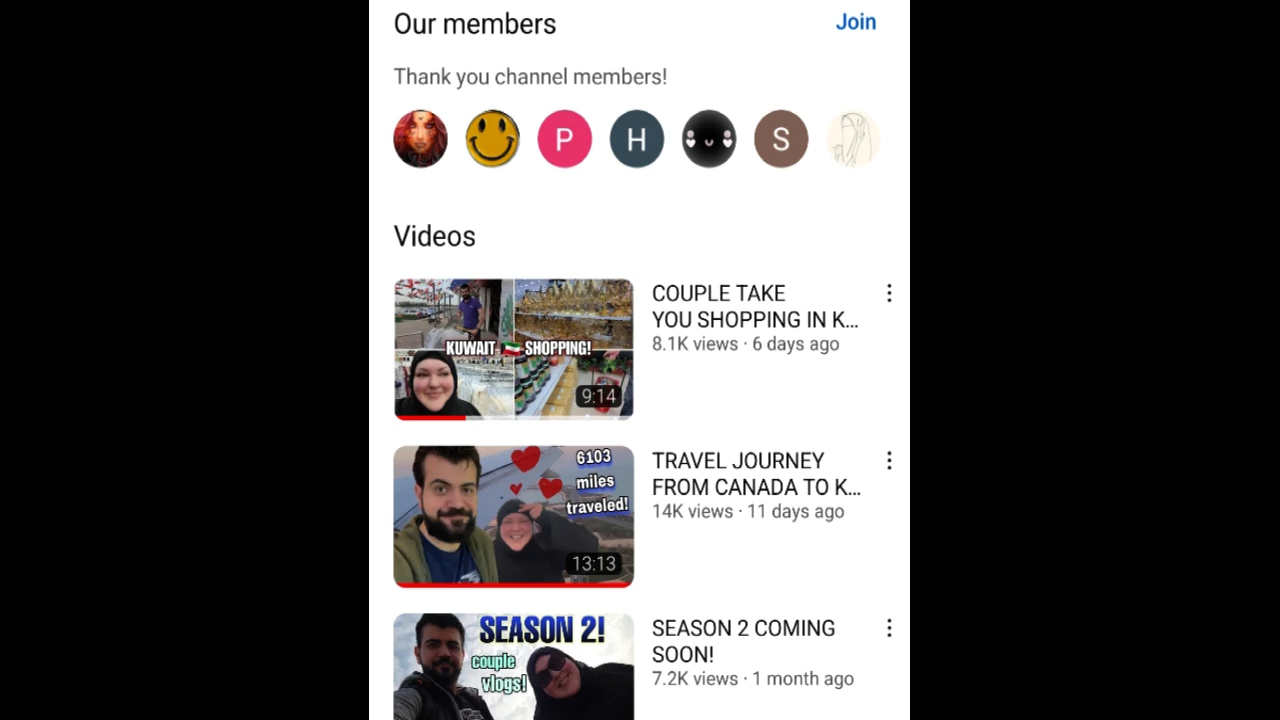 Our members
Join
Thank you channel members!
P
H
S
Videos
KUWAIT SHOPPING!
9:14
COUPLE TAKE
YOU SHOPPING IN K...
8.1K views · 6 days ago
6103
miles
traveled!
13:13
TRAVEL JOURNEY
FROM CANADA TO K...
14K views · 11 days ago
SEASON 2!
couple
vlogs!
SEASON 2 COMING
SOON!
7.2K views · 1 month ago